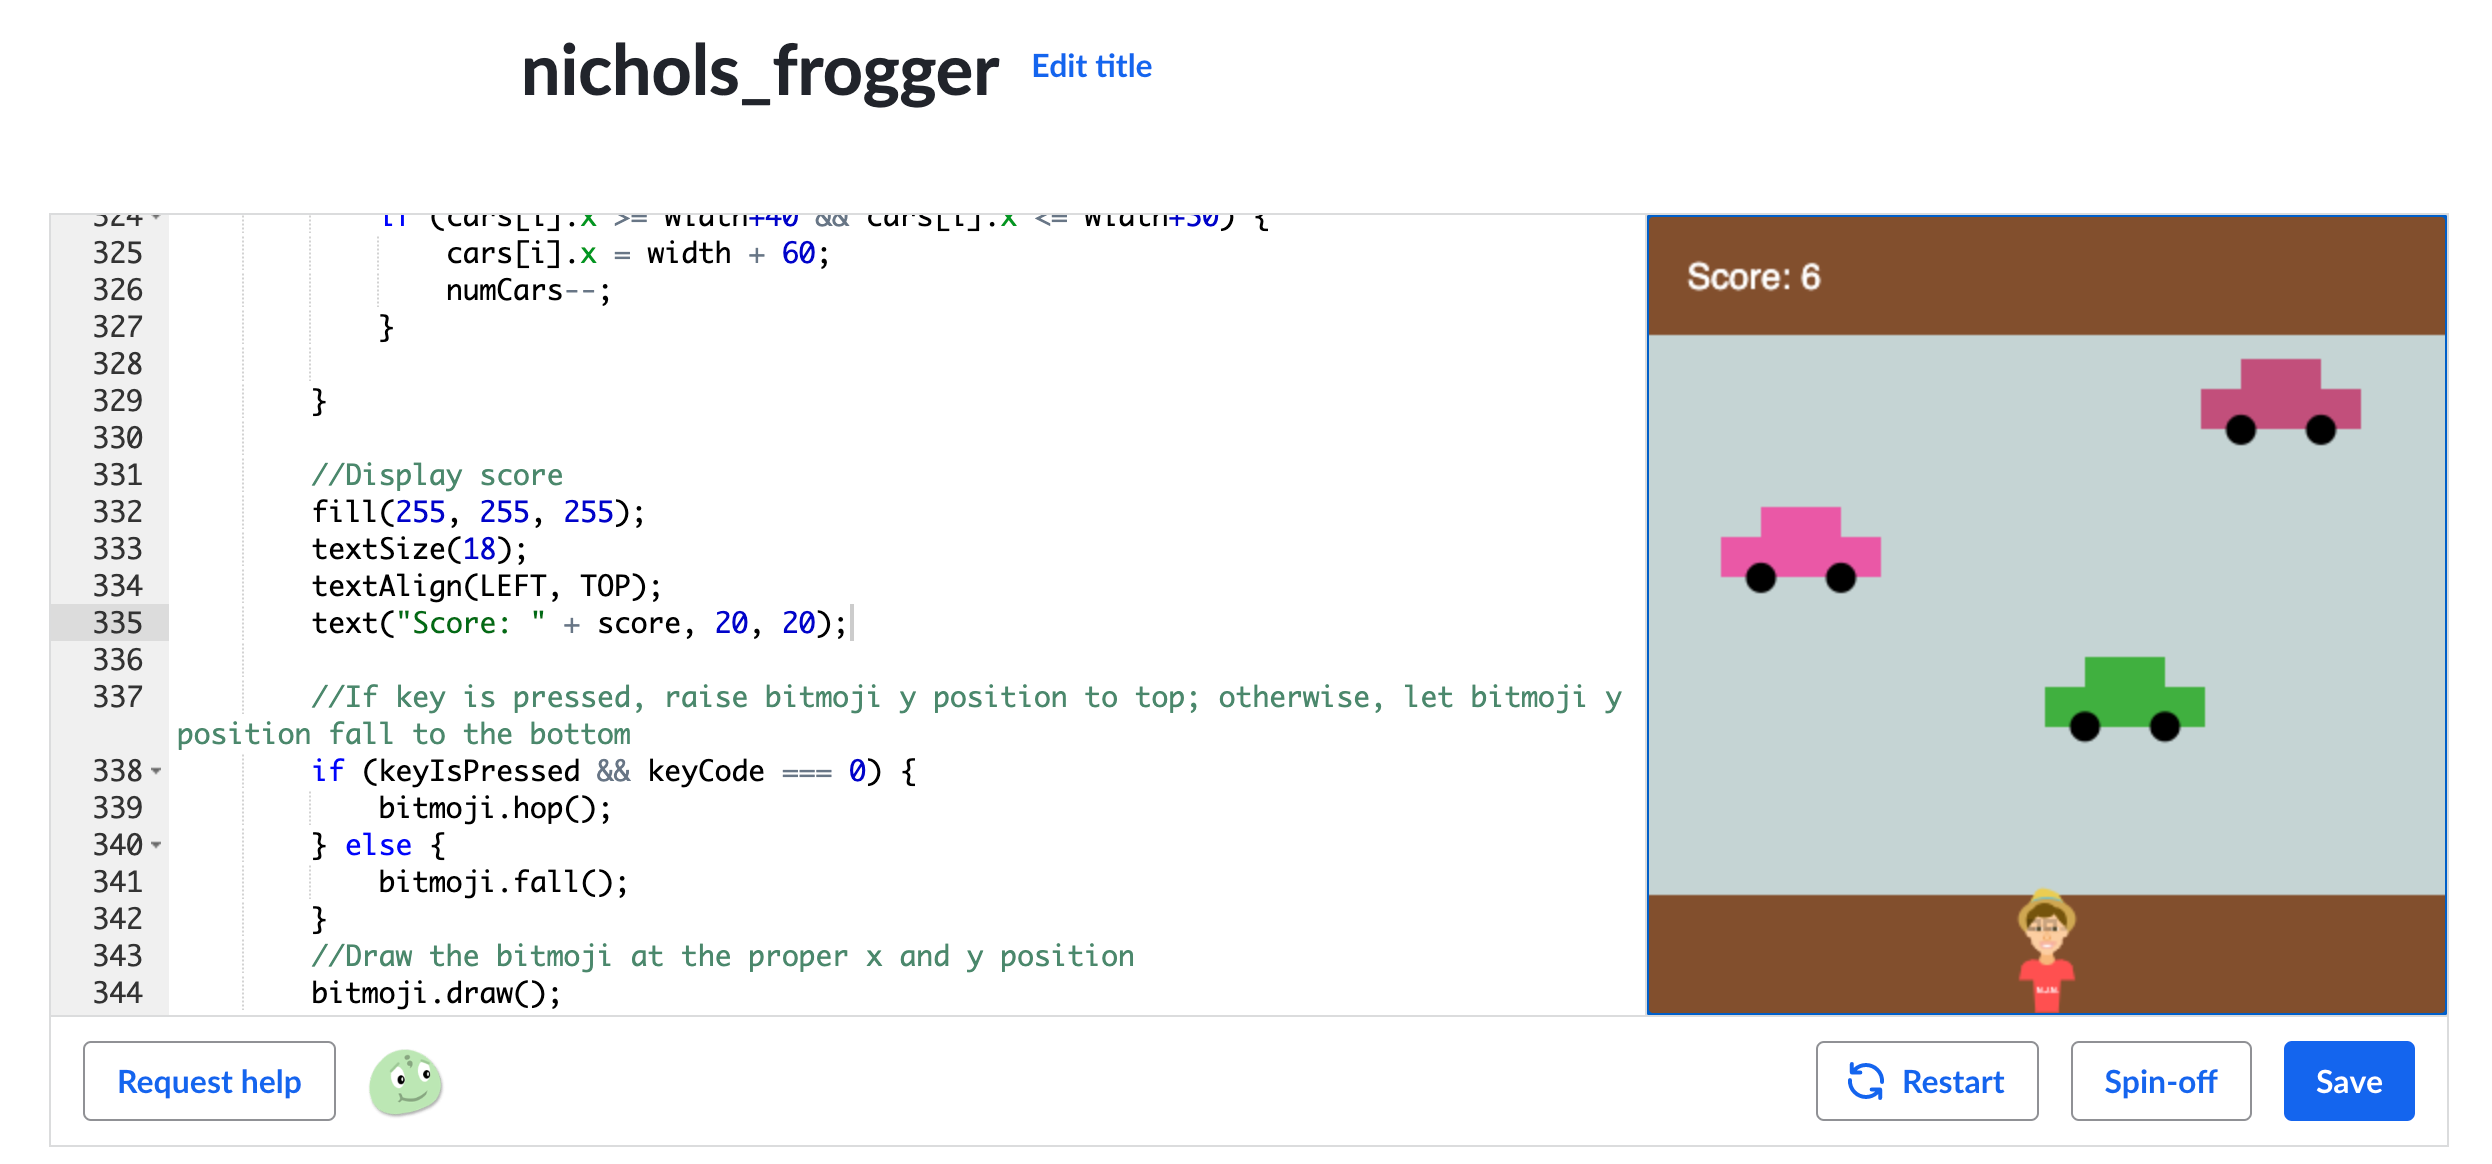 nichols_frogger Edit title
324 if (cars[i].x >= width+40 && cars[i].x <= width+50) {
325 cars[i].x = width + 60;
326 numCars--;
327 }
328
329 }
330
331 //Display score
332 fill(255, 255, 255);
333 textSize(18);
334 textAlign(LEFT, TOP);
335 text("Score: " + score, 20, 20);
336
337 //If key is pressed, raise bitmoji y position to top; otherwise, let bitmoji y
position fall to the bottom
338 if (keyIsPressed && keyCode === 0) {
339 bitmoji.hop();
340 } else {
341 bitmoji.fall();
342 }
343 //Draw the bitmoji at the proper x and y position
344 bitmoji.draw();
Score: 6
Request help
Restart
Spin-off
Save